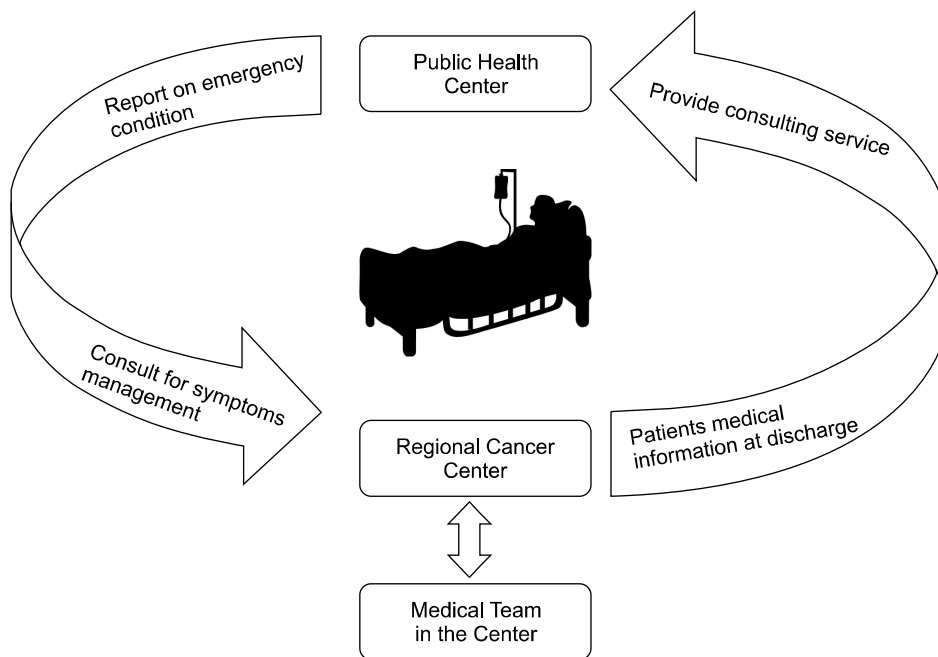 Public Health
Center
Report on emergency
condition
Provide consulting service
Consult for symptoms
management
Regional Cancer
Center
Patients medical
information at discharge
Medical Team
in the Center